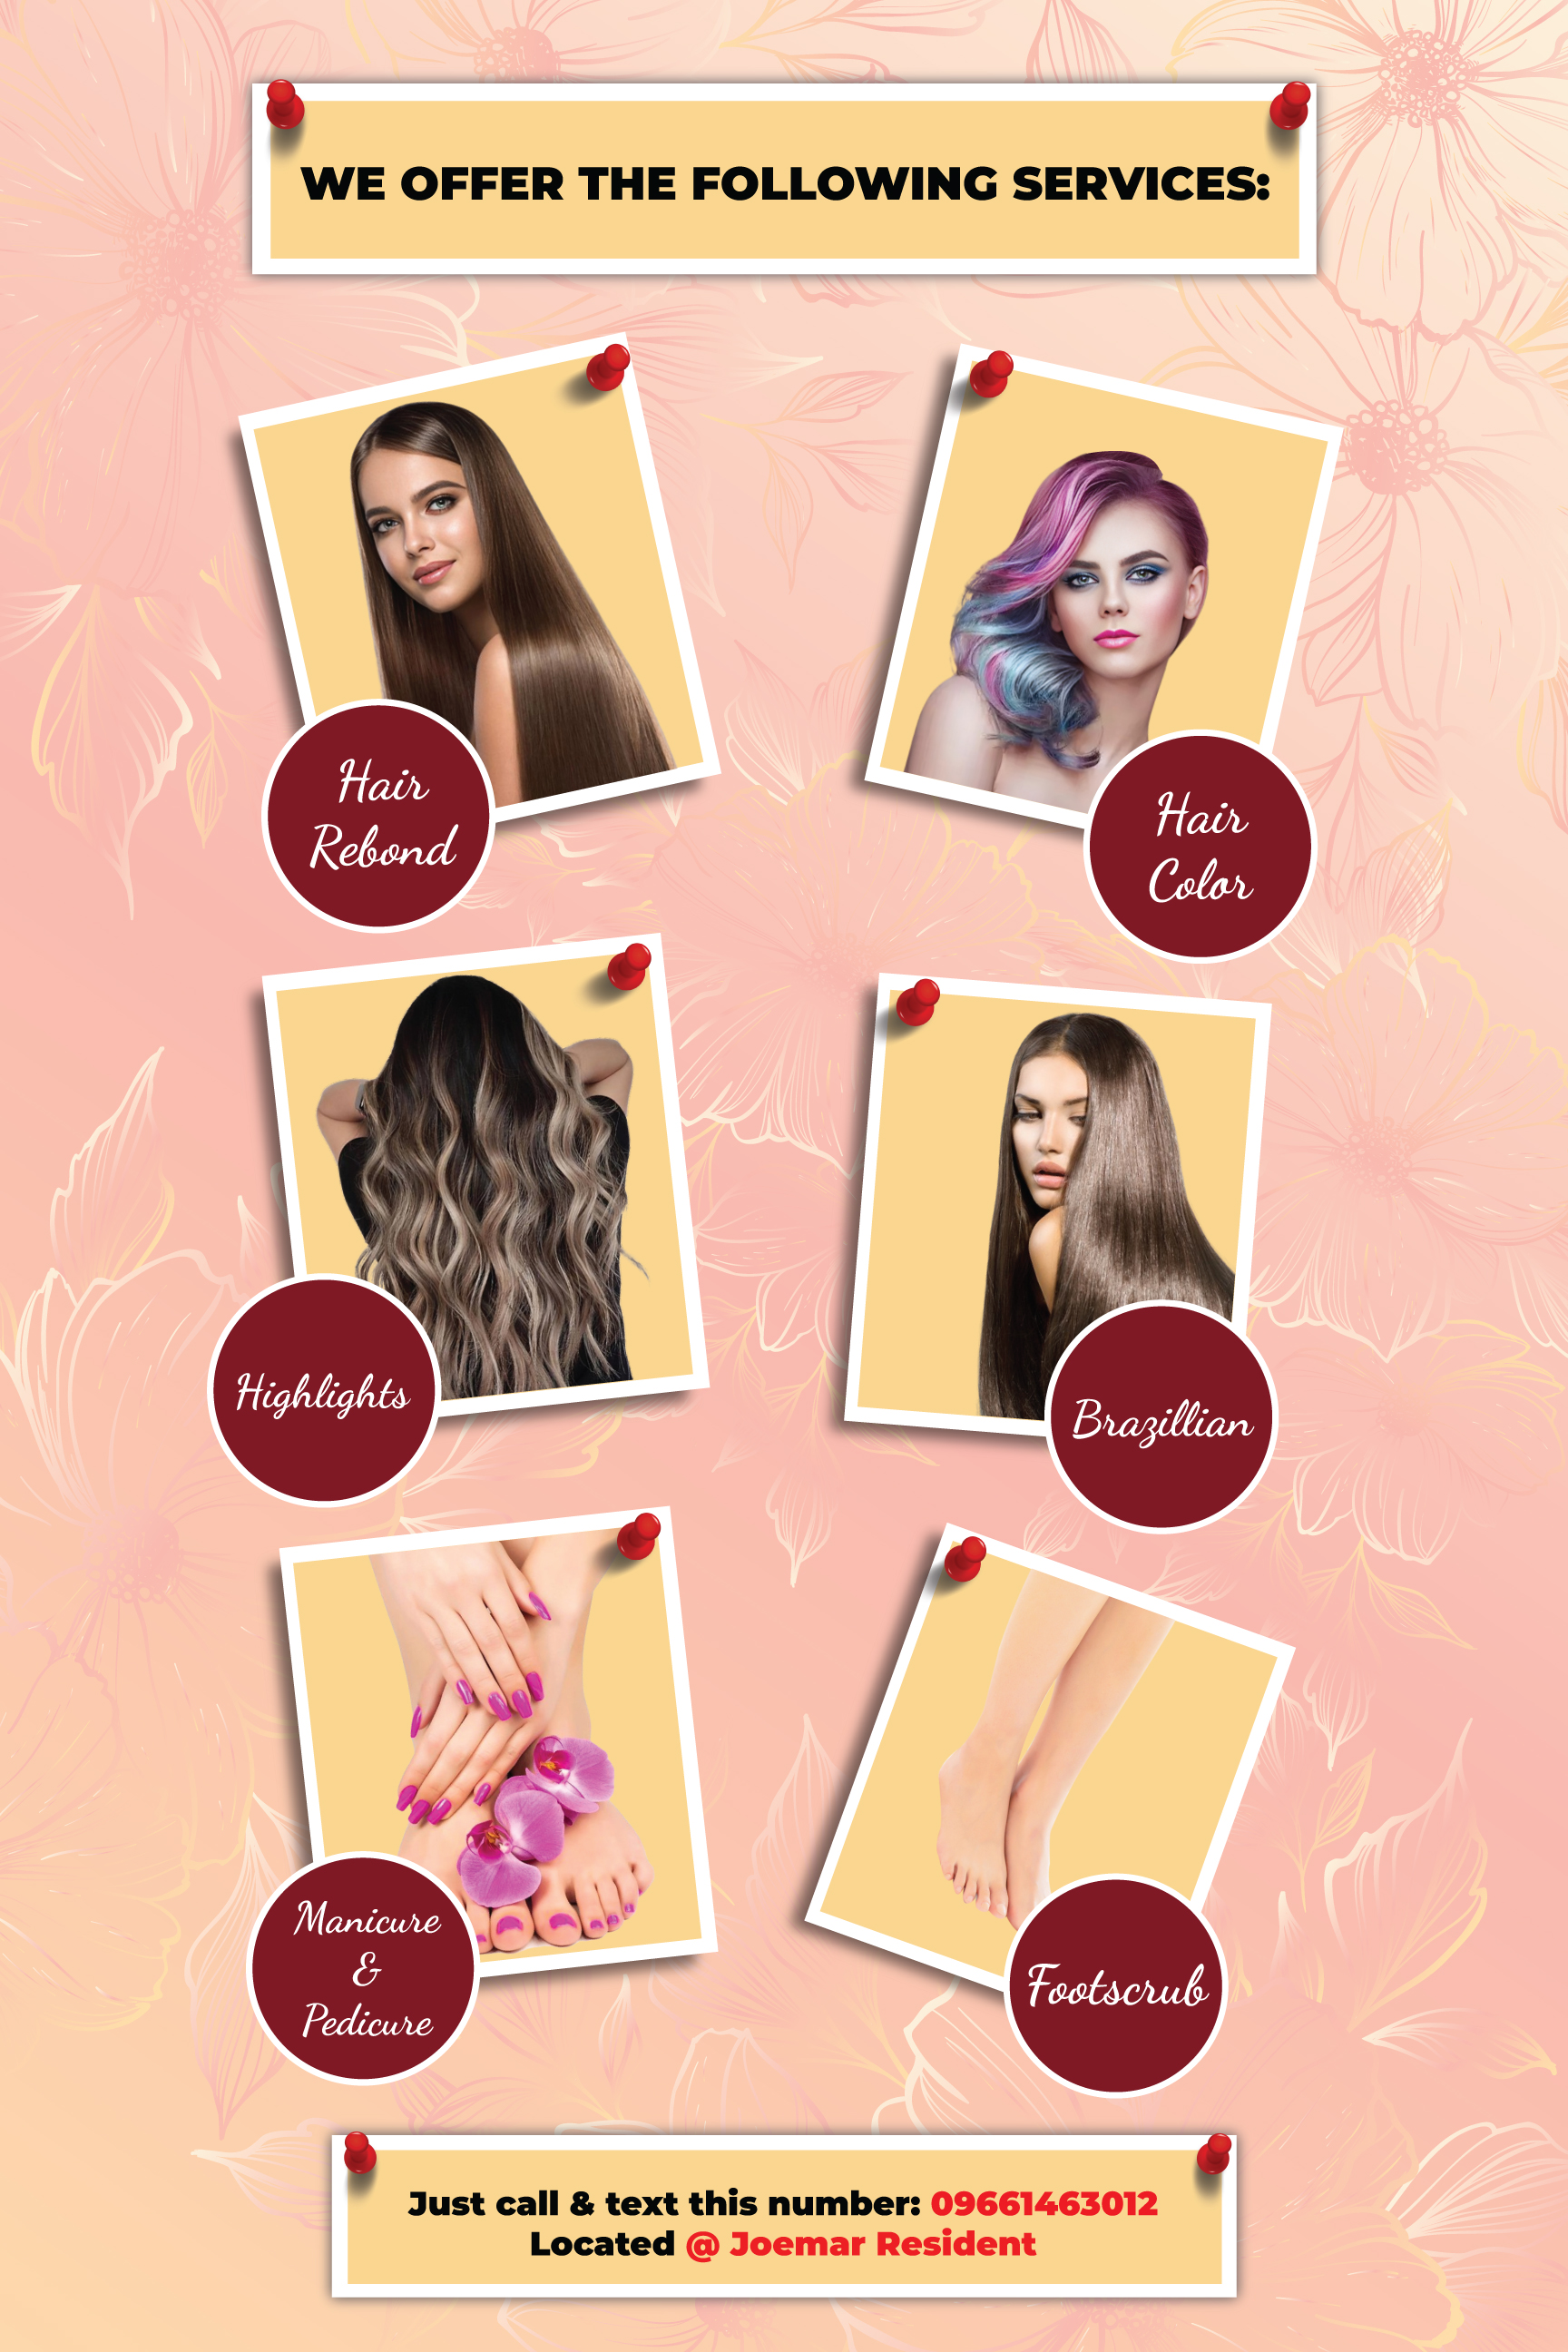 WE OFFER THE FOLLOWING SERVICES:
Hair
Rebond
Hair
Color
Highlights
Brazillian
Manicure
&
Pedicure
Footscrub
Just call & text this number: 09661463012
Located @ Joemar Resident